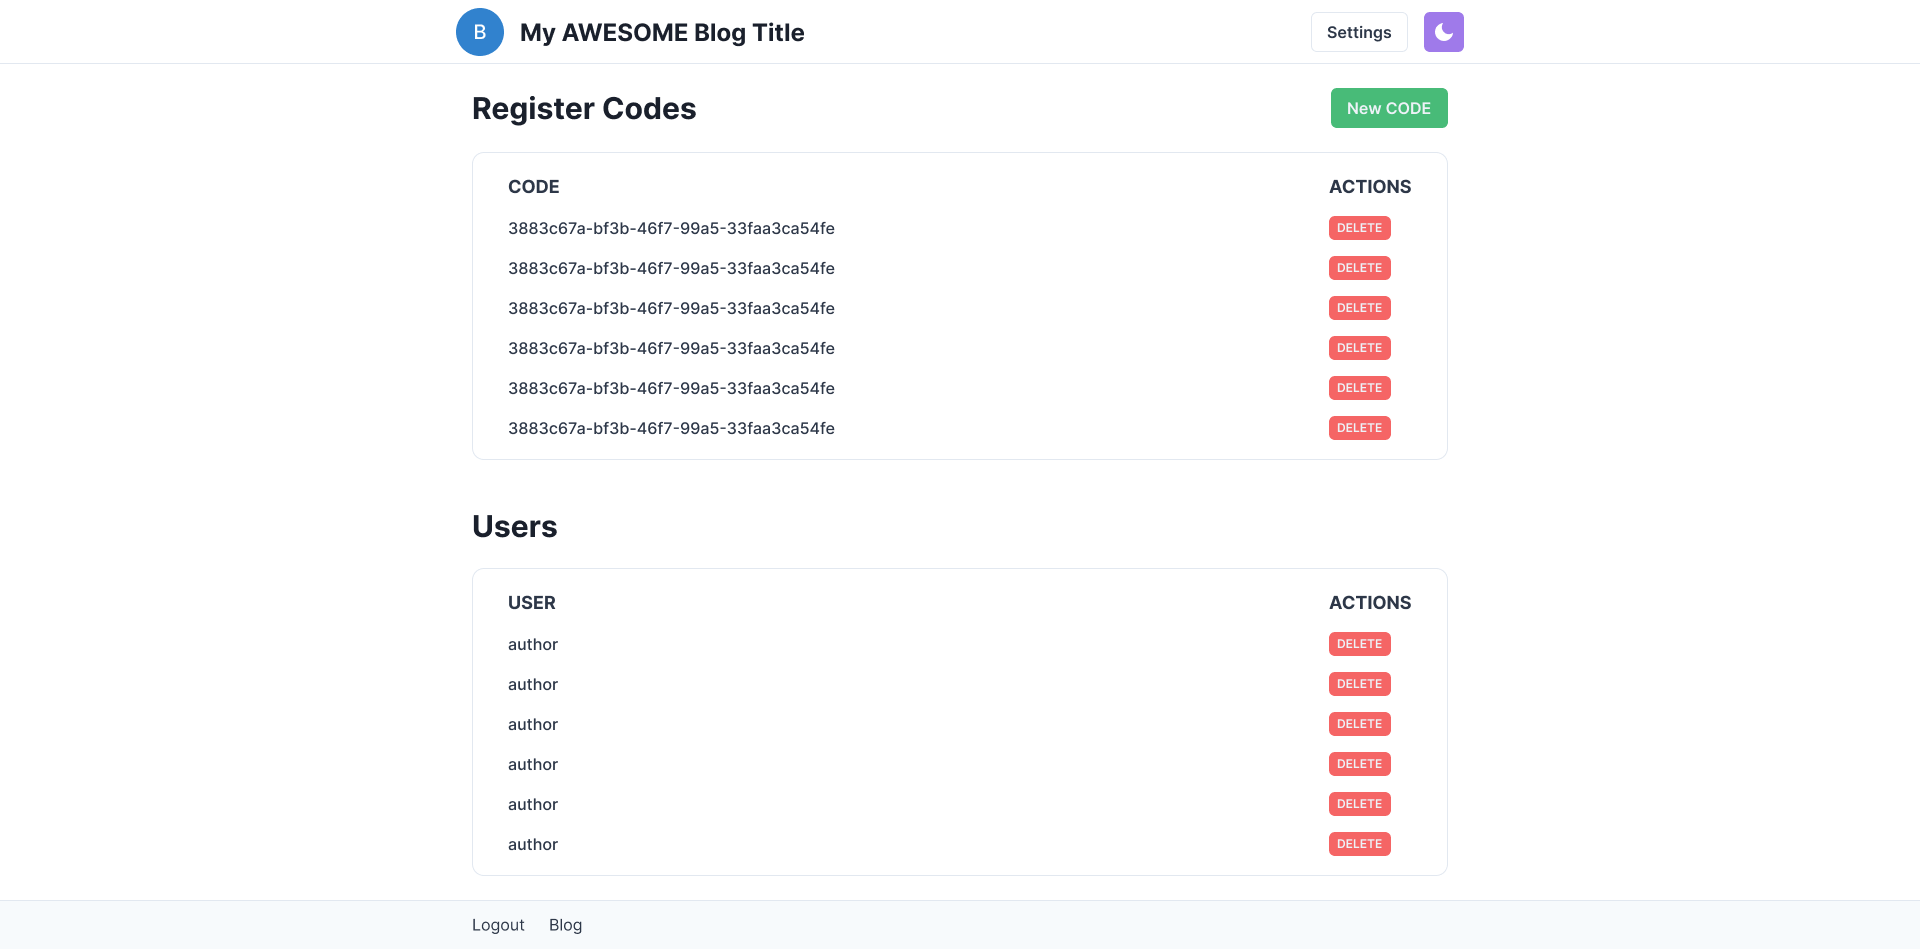 B My AWESOME Blog Title Settings
Register Codes New CODE
CODE ACTIONS
3883c67a-bf3b-46f7-99a5-33faa3ca54fe DELETE
3883c67a-bf3b-46f7-99a5-33faa3ca54fe DELETE
3883c67a-bf3b-46f7-99a5-33faa3ca54fe DELETE
3883c67a-bf3b-46f7-99a5-33faa3ca54fe DELETE
3883c67a-bf3b-46f7-99a5-33faa3ca54fe DELETE
3883c67a-bf3b-46f7-99a5-33faa3ca54fe DELETE
Users
USER ACTIONS
author DELETE
author DELETE
author DELETE
author DELETE
author DELETE
author DELETE
Logout Blog